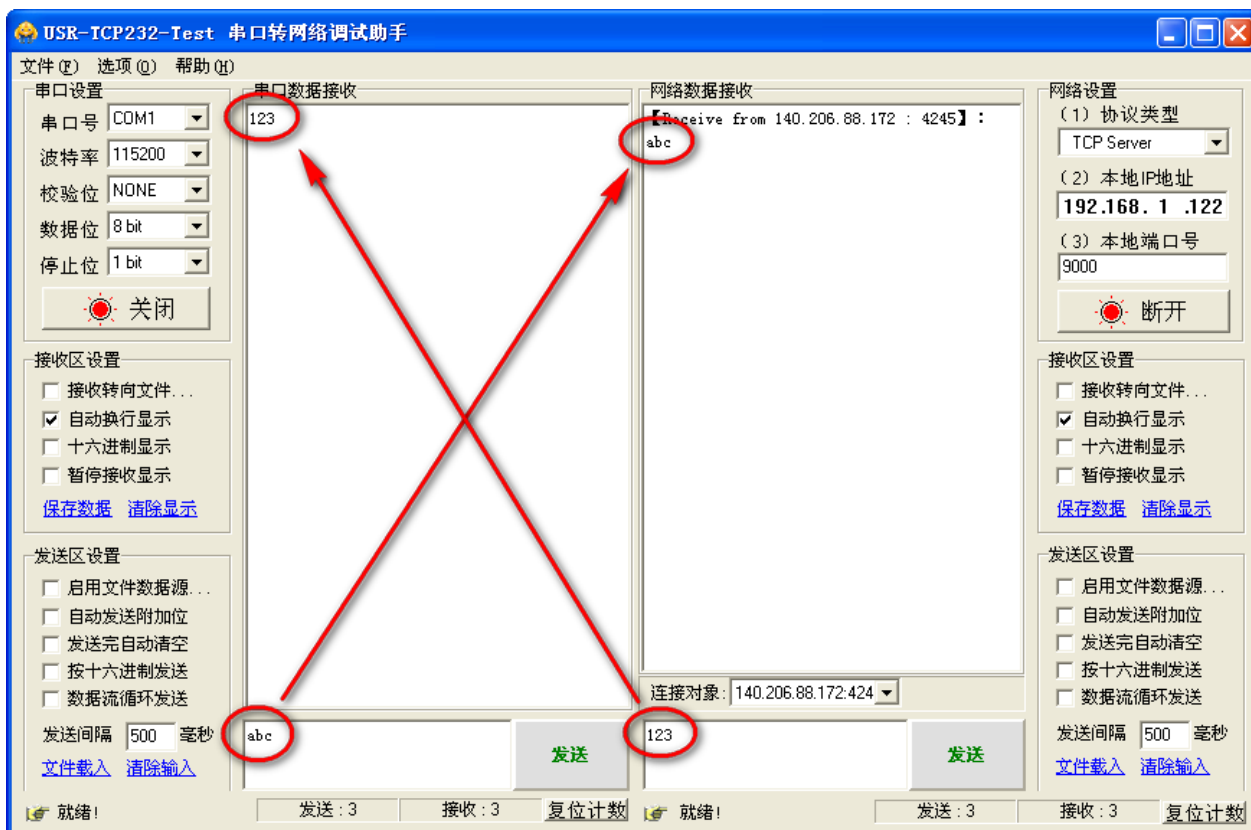 USR-TCP232-Test 串口转网络调试助手
文件(F) 选项(O) 帮助(H)
串口设置
串口号 COM1
波特率 115200
校验位 NONE
数据位 8 bit
停止位 1 bit
关闭
接收区设置
接收转向文件...
自动换行显示
十六进制显示
暂停接收显示
保存数据 清除显示
发送区设置
启用文件数据源...
自动发送附加位
发送完自动清空
按十六进制发送
数据流循环发送
发送间隔 500 毫秒
文件载入 清除输入
串口数据接收
123
abc
发送
网络数据接收
【Receive from 140.206.88.172 : 4245】:
abc
连接对象: 140.206.88.172:424
123
发送
网络设置
(1) 协议类型
TCP Server
(2) 本地IP地址
192.168. 1 .122
(3) 本地端口号
9000
断开
接收区设置
接收转向文件...
自动换行显示
十六进制显示
暂停接收显示
保存数据 清除显示
发送区设置
启用文件数据源...
自动发送附加位
发送完自动清空
按十六进制发送
数据流循环发送
发送间隔 500 毫秒
文件载入 清除输入
就绪! 发送:3 接收:3 复位计数
就绪! 发送:3 接收:3 复位计数